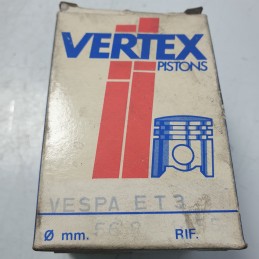 VERTEX
PISTONS
VESPA ET3
Ø mm. RIF.